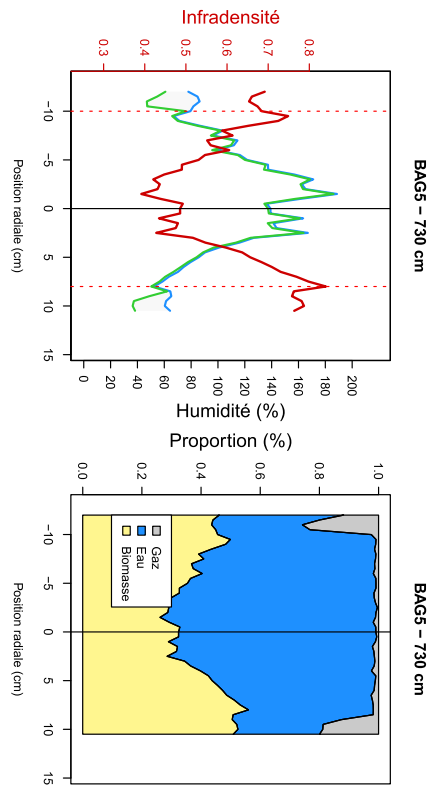 BAG5 − 730 cm
Infradensité
0.3 0.4 0.5 0.6 0.7 0.8
−10 −5 0 5 10 15
Position radiale (cm)
0 20 40 60 80 100 120 140 160 180 200
Humidité (%)
BAG5 − 730 cm
Proportion (%)
0.0 0.2 0.4 0.6 0.8 1.0
Gaz
Eau
Biomasse
−10 −5 0 5 10 15
Position radiale (cm)